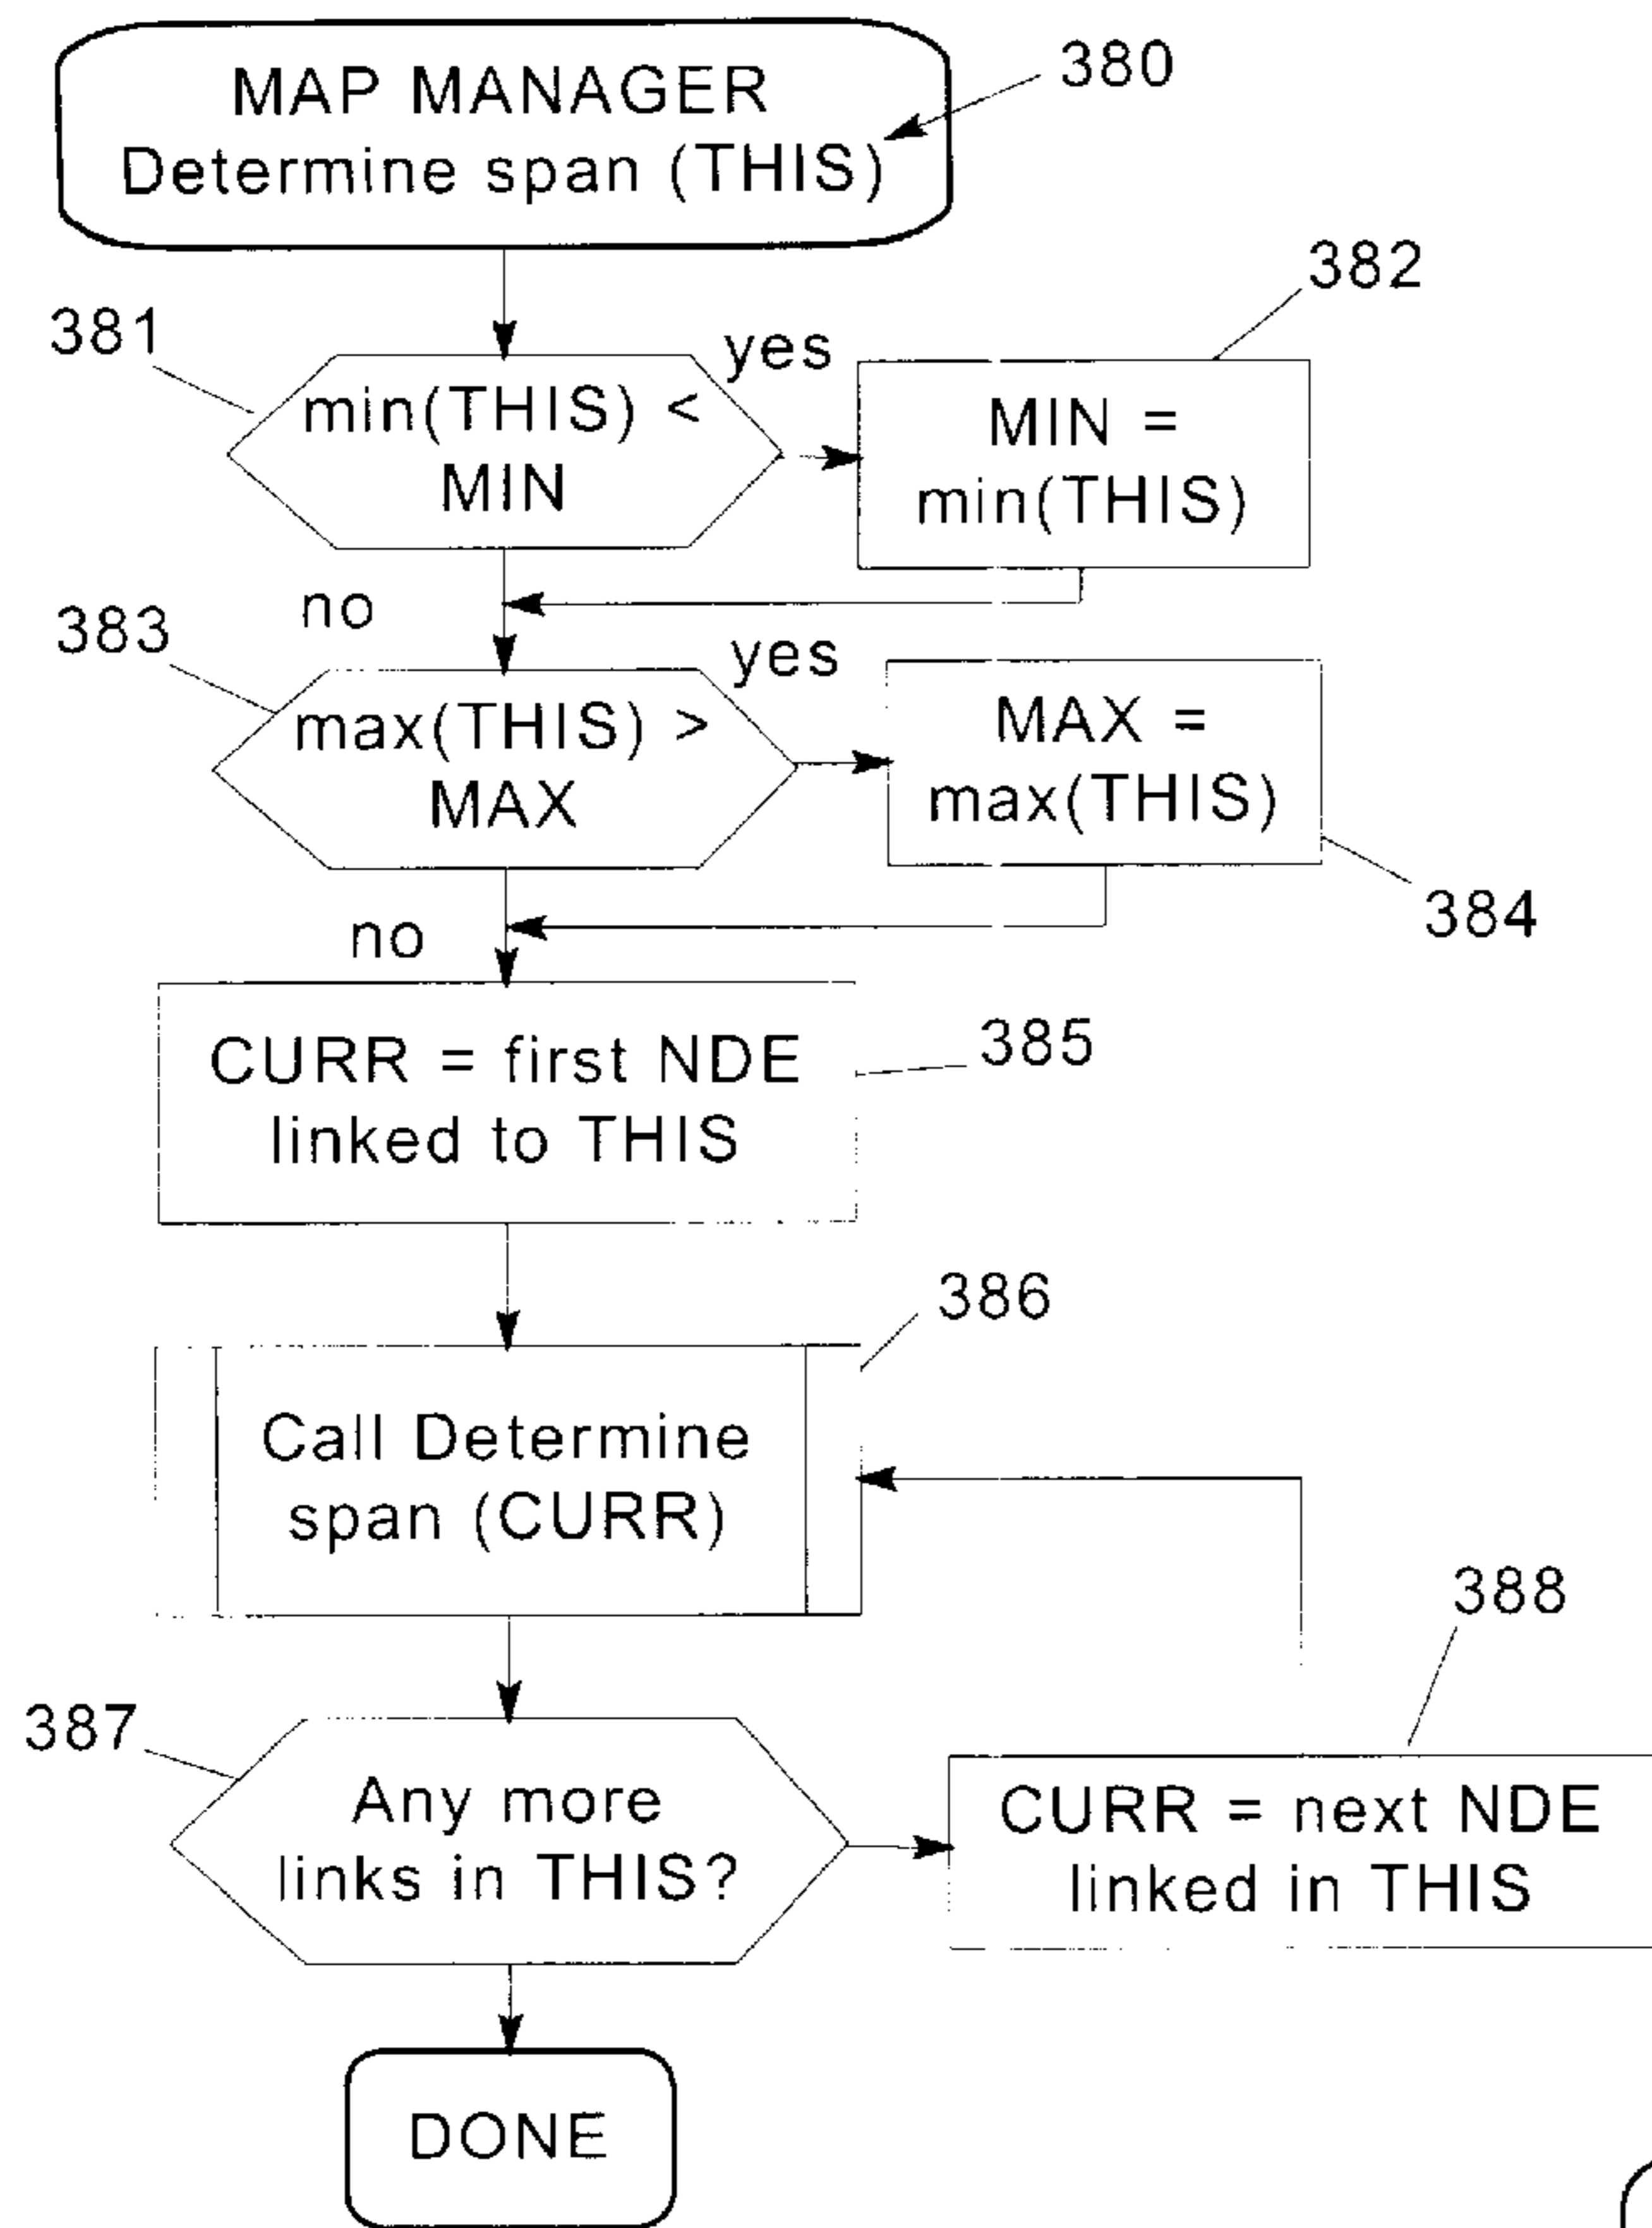 MAP MANAGER
Determine span (THIS)
380
381
min(THIS) <
MIN
yes
382
MIN =
min(THIS)
no
383
max(THIS) >
MAX
yes
MAX =
max(THIS)
384
no
CURR = first NDE
linked to THIS
385
386
Call Determine
span (CURR)
387
Any more
links in THIS?
388
CURR = next NDE
linked in THIS
DONE